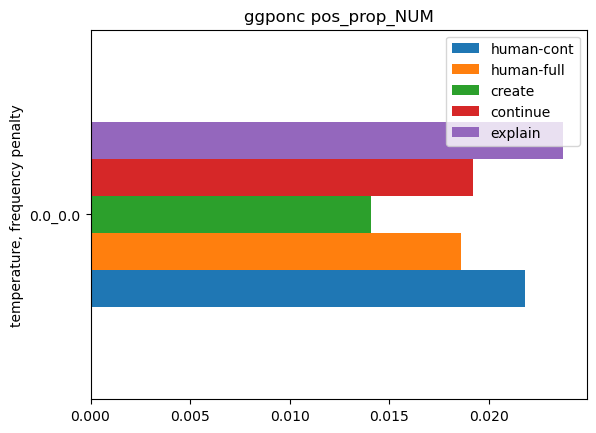 ggponc pos_prop_NUM
human-cont
human-full
create
continue
explain
temperature, frequency penalty
0.0_0.0
0.000 0.005 0.010 0.015 0.020